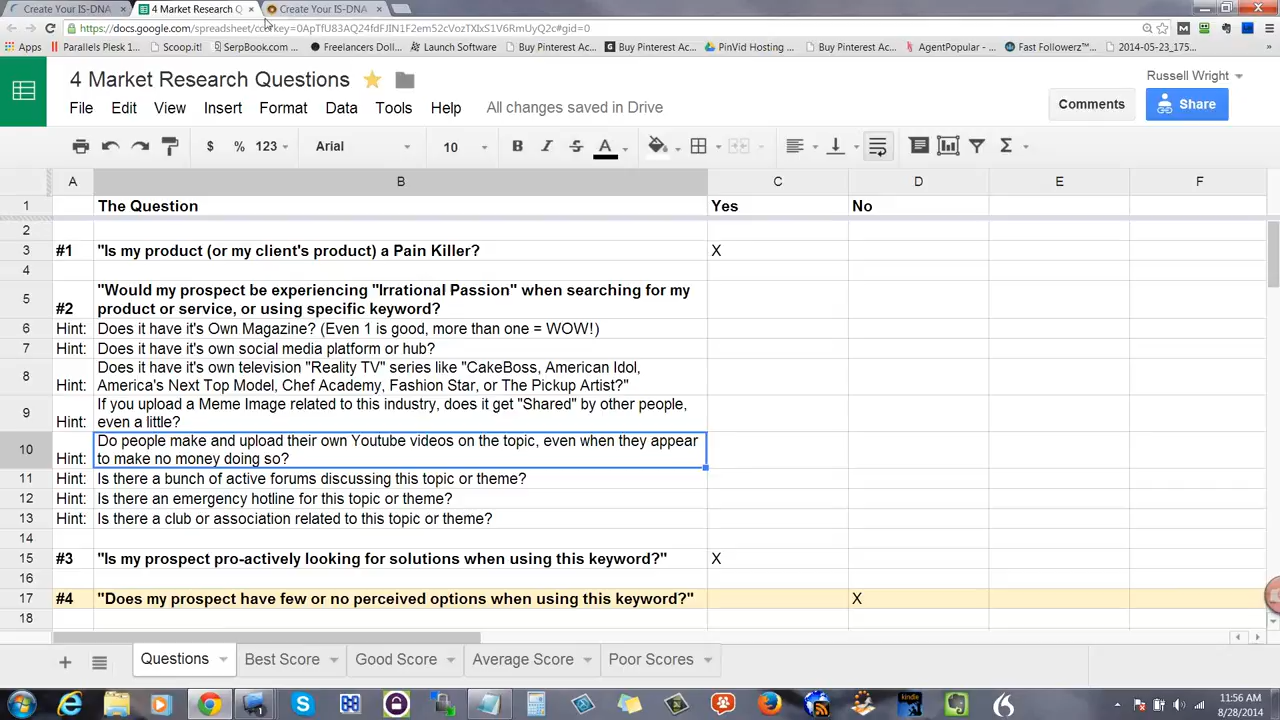 Create Your IS-DNA
4 Market Research Q
Create Your IS-DNA
https://docs.google.com/spreadsheet/ccc?key=0ApTfU83AQ24fdFJIN1F2em52cVozTXIxS1V6RmUyQ2c#gid=0
Apps
Parallels Plesk 1
Scoop.it!
SerpBook.com
Freelancers Doll...
Launch Software
Buy Pinterest Ac
Buy Pinterest Ac
PinVid Hosting ...
Buy Pinterest Ac
AgentPopular - ...
Fast Followerz™...
2014-05-23_175...
»
4 Market Research Questions
Russell Wright
File Edit View Insert Format Data Tools Help All changes saved in Drive
Comments
Share
$ % 123 Arial 10 B I S A Σ
A B C D E F
1 The Question Yes No
2
3 #1 "Is my product (or my client's product) a Pain Killer? X
4
"Would my prospect be experiencing "Irrational Passion" when searching for my
5 #2 product or service, or using specific keyword?
6 Hint: Does it have it's Own Magazine? (Even 1 is good, more than one = WOW!)
7 Hint: Does it have it's own social media platform or hub?
Does it have it's own television "Reality TV" series like "CakeBoss, American Idol,
8 Hint: America's Next Top Model, Chef Academy, Fashion Star, or The Pickup Artist?"
If you upload a Meme Image related to this industry, does it get "Shared" by other people,
9 Hint: even a little?
Do people make and upload their own Youtube videos on the topic, even when they appear
10 Hint: to make no money doing so?
11 Hint: Is there a bunch of active forums discussing this topic or theme?
12 Hint: Is there an emergency hotline for this topic or theme?
13 Hint: Is there a club or association related to this topic or theme?
14
15 #3 "Is my prospect pro-actively looking for solutions when using this keyword?" X
16
17 #4 "Does my prospect have few or no perceived options when using this keyword?" X
18
Questions Best Score Good Score Average Score Poor Scores
kindle
11:56 AM
8/28/2014